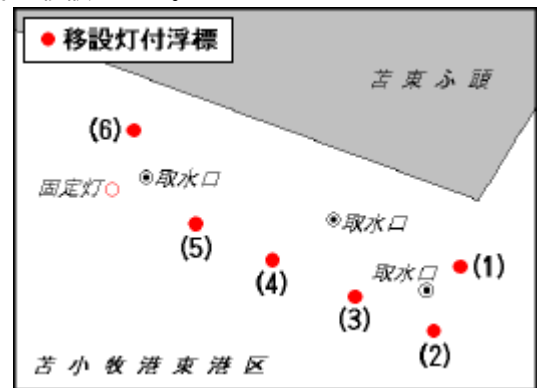 ● 移設灯付浮標
苫東ふ頭
(6)
固定灯○
◉取水口
(5)
◉取水口
(4)
取水口
(1)
(3)
(2)
苫小牧港東港区